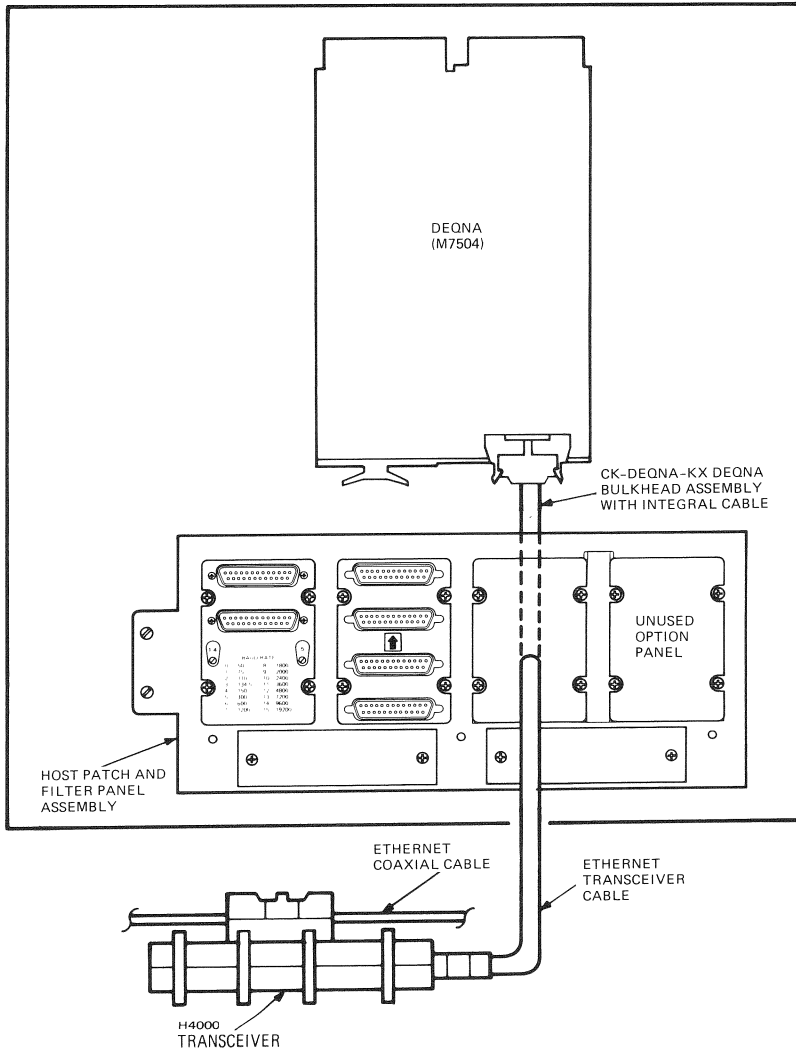 DEQNA
(M7504)
CK-DEQNA-KX DEQNA
BULKHEAD ASSEMBLY
WITH INTEGRAL CABLE
UNUSED
OPTION
PANEL
HOST PATCH AND
FILTER PANEL
ASSEMBLY
ETHERNET
COAXIAL CABLE
ETHERNET
TRANSCEIVER
CABLE
H4000
TRANSCEIVER